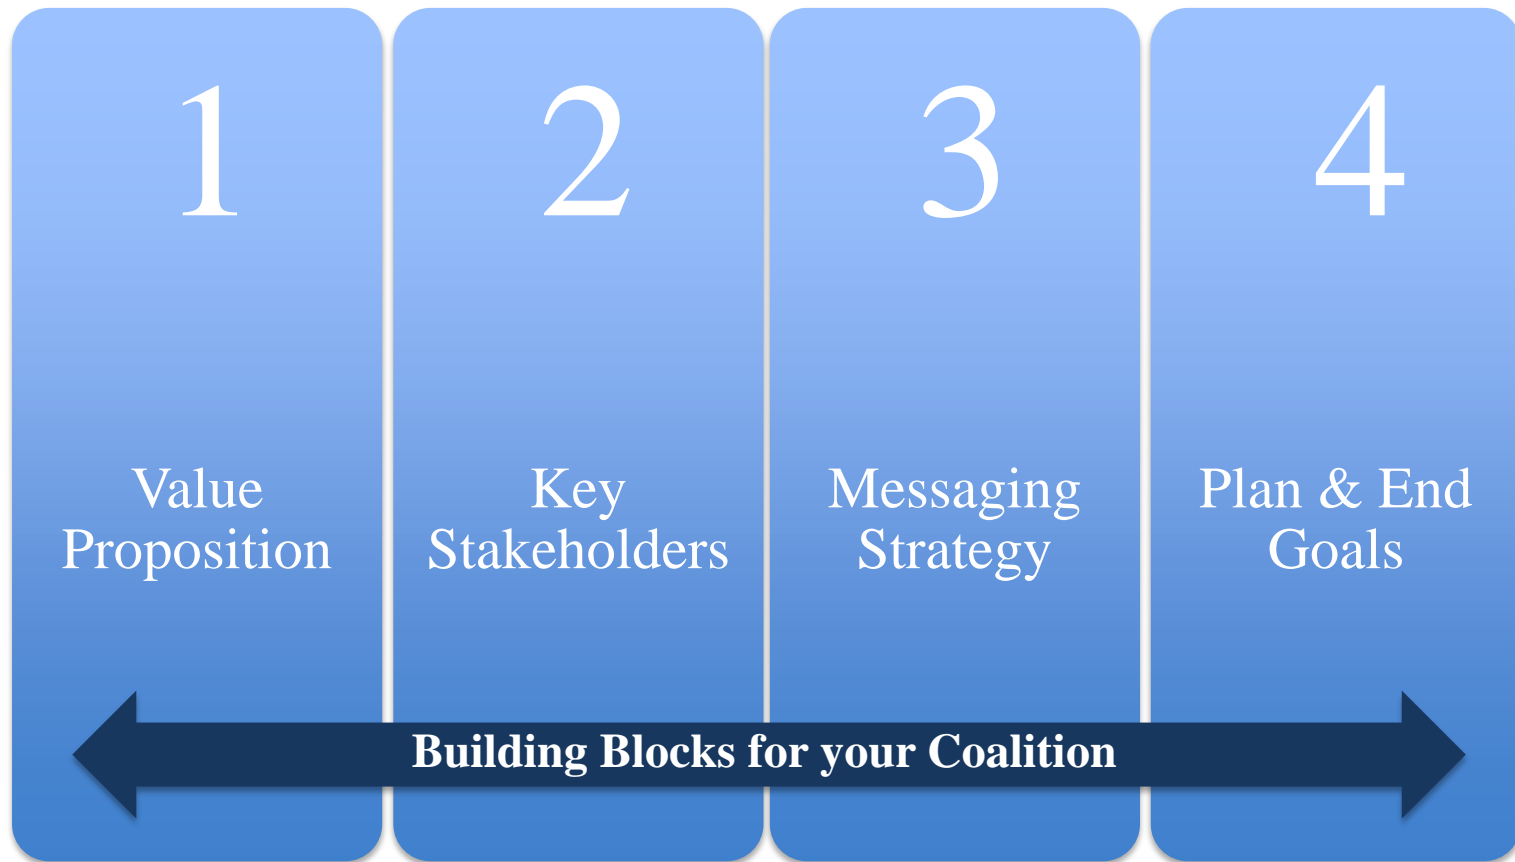 1
Value
Proposition
2
Key
Stakeholders
3
Messaging
Strategy
4
Plan & End
Goals
Building Blocks for your Coalition